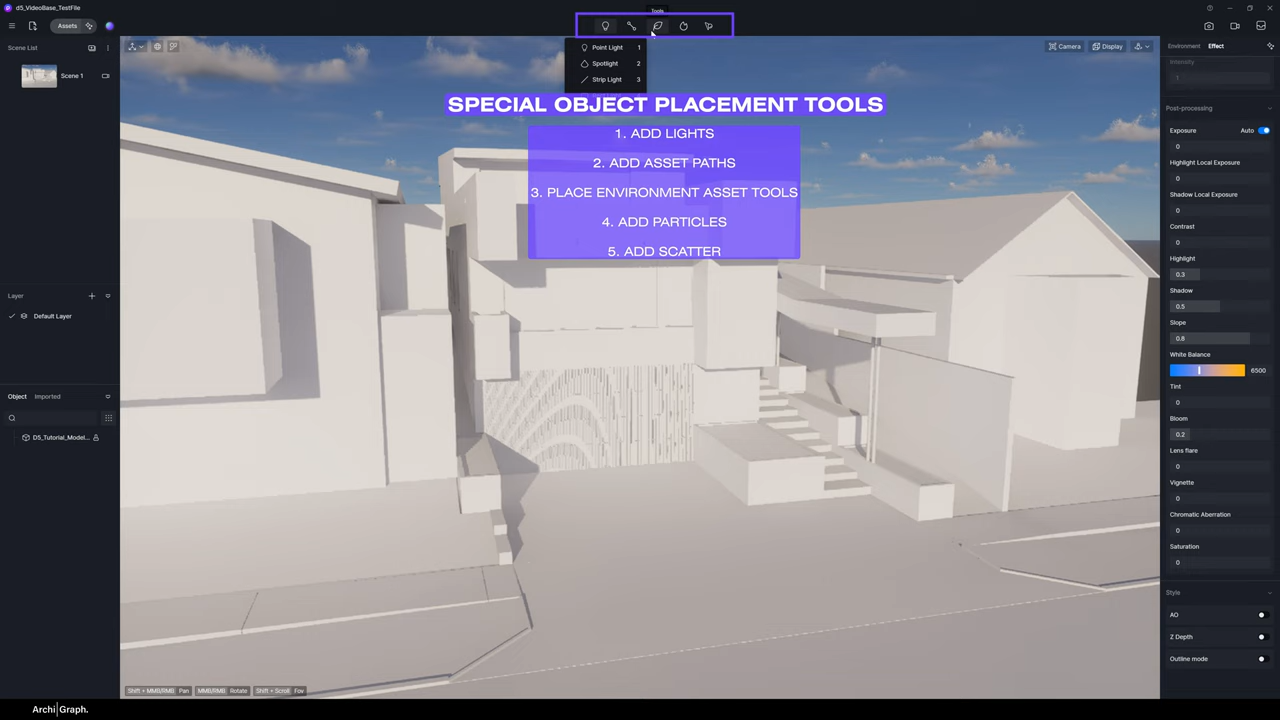 d5_VideoBase_TestFile
Tools
Assets
Scene List
Scene 1
Point Light 1
Spotlight 2
Strip Light 3
Camera
Display
Environment
Effect
SPECIAL OBJECT PLACEMENT TOOLS
1. ADD LIGHTS
2. ADD ASSET PATHS
3. PLACE ENVIRONMENT ASSET TOOLS
4. ADD PARTICLES
5. ADD SCATTER
Layer
Default Layer
Object
Imported
D5_Tutorial_Model...
Intensity
1
Post-processing
Exposure
Auto
0
Highlight Local Exposure
0
Shadow Local Exposure
0
Contrast
0
Highlight
0.3
Shadow
0.5
Slope
0.8
White Balance
6500
Tint
0
Bloom
0.2
Lens flare
0
Vignette
0
Chromatic Aberration
0
Saturation
0
Style
AO
Z Depth
Outline mode
Shift + MMB/RMB Pan MMB/RMB Rotate Shift + Scroll Fov
Archi|Graph.